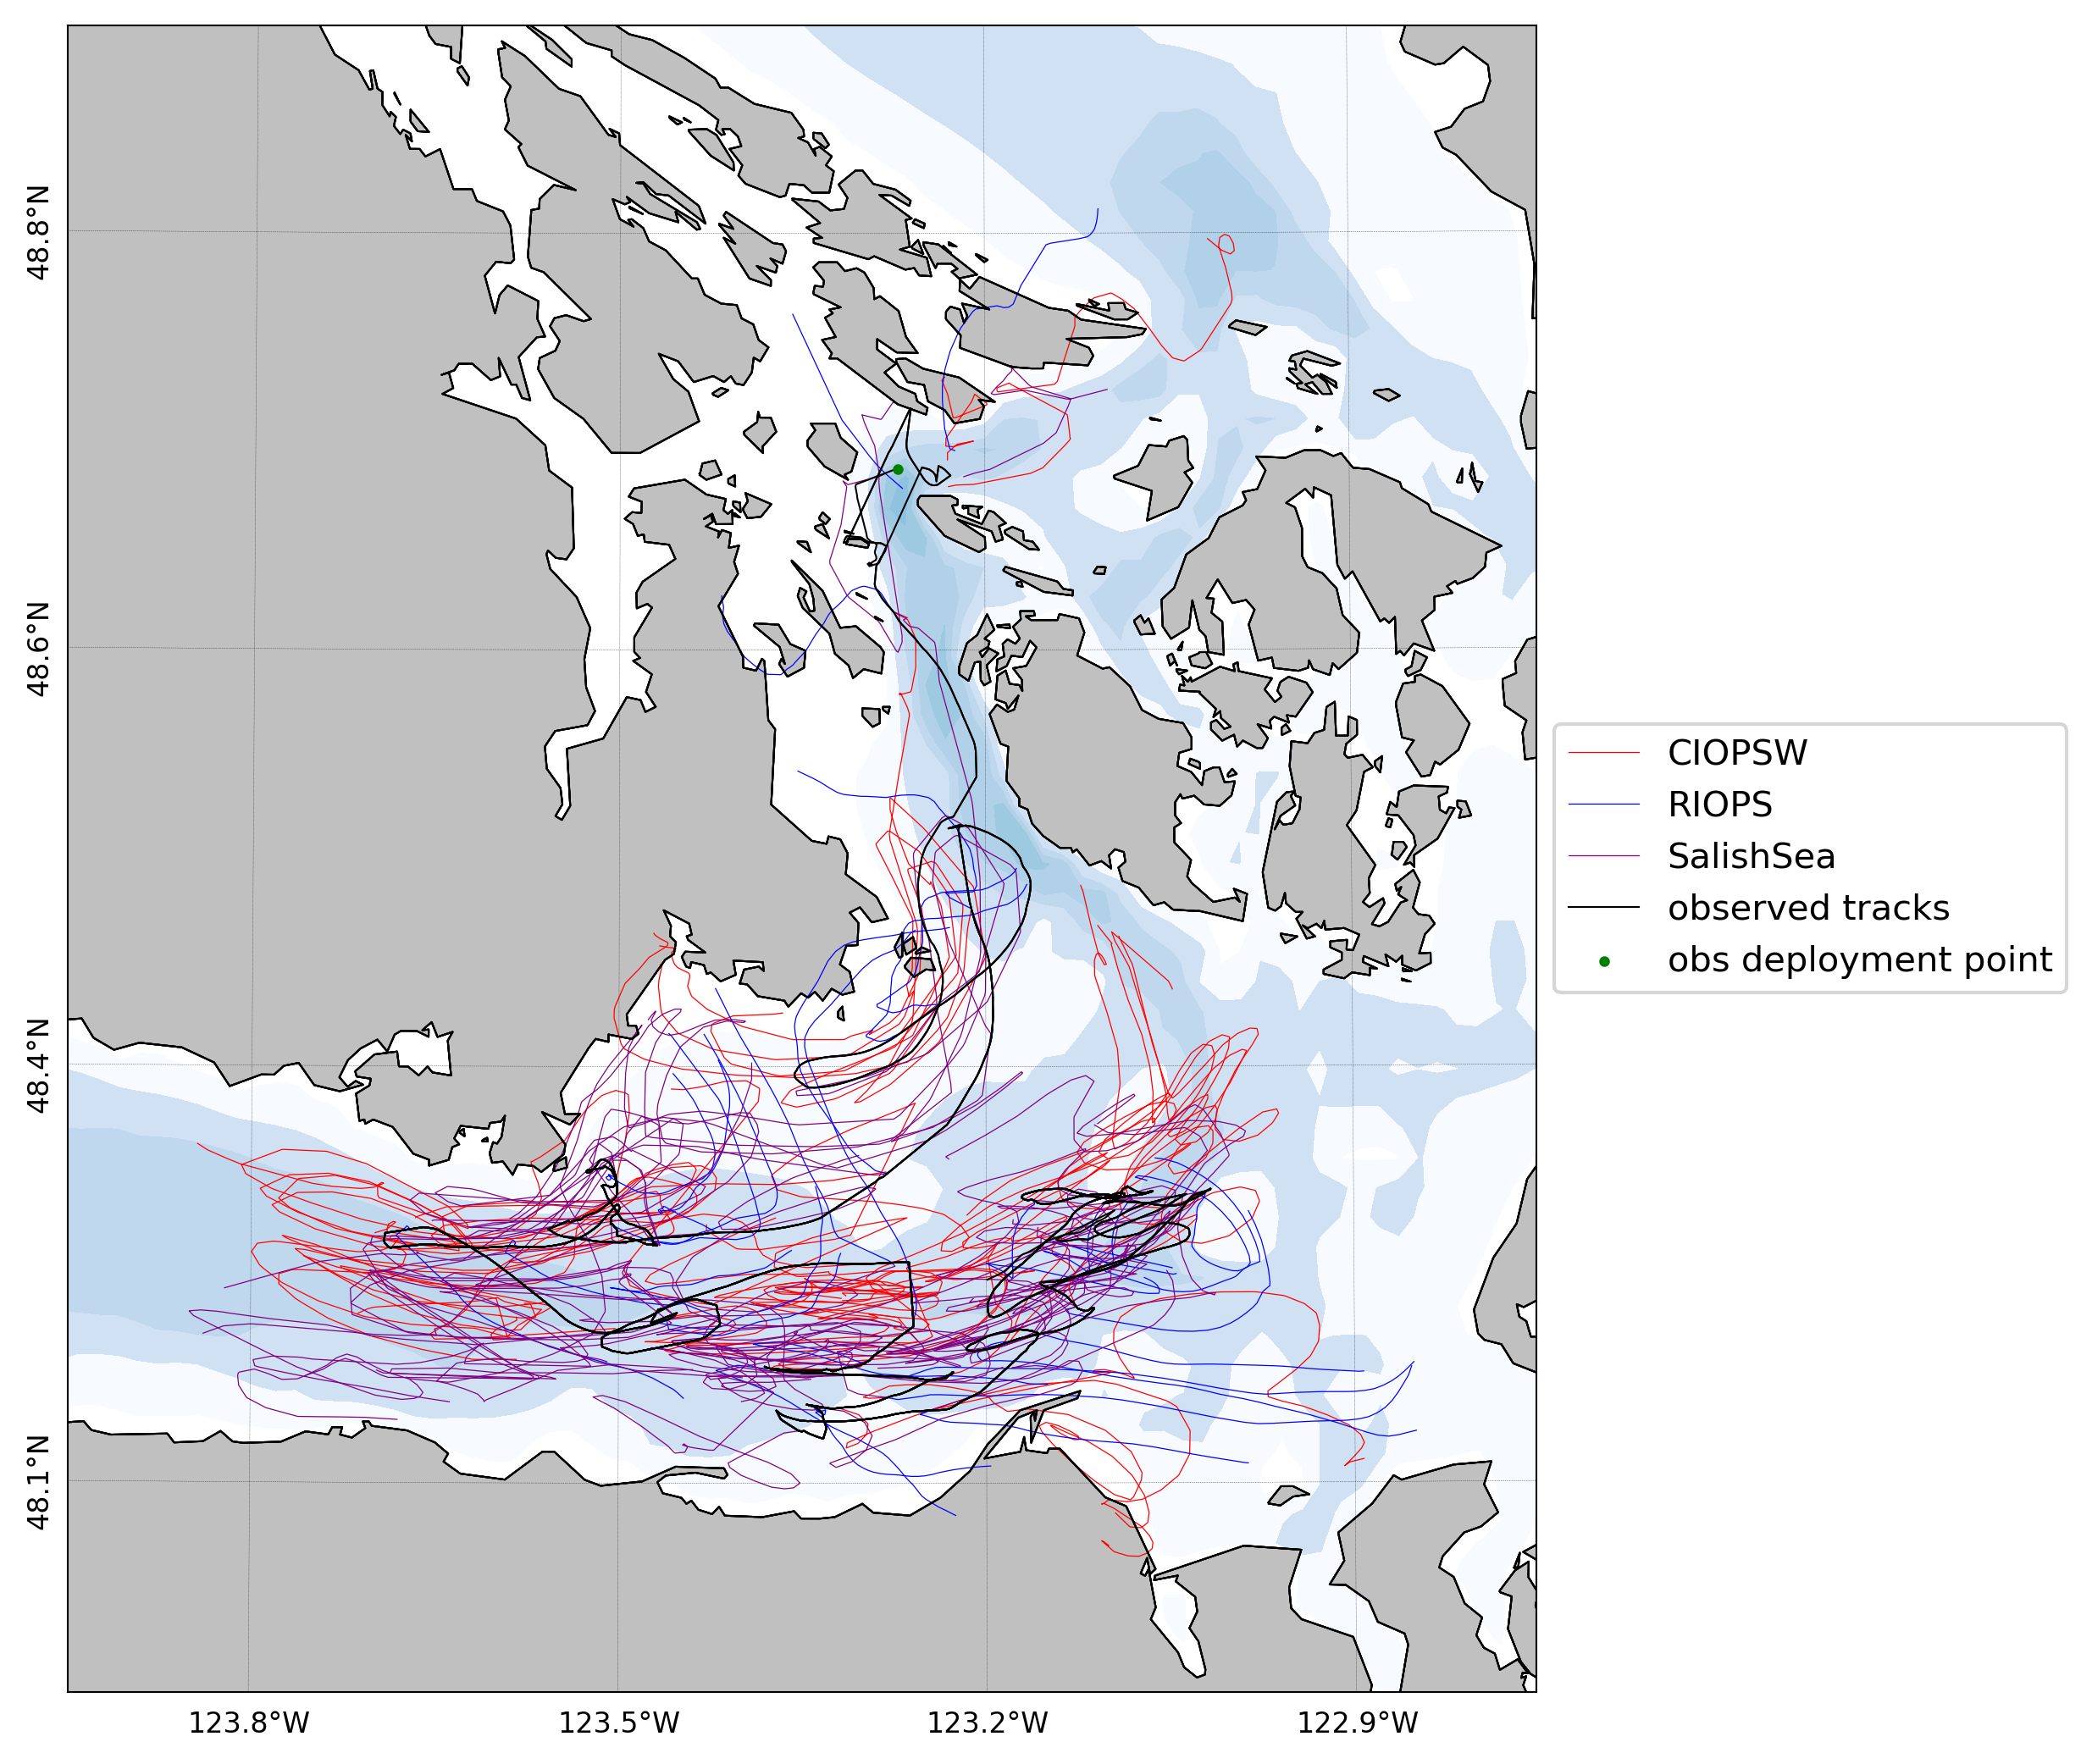 48.8°N
48.6°N
48.4°N
48.1°N
123.8°W
123.5°W
123.2°W
122.9°W
CIOPSW
RIOPS
SalishSea
observed tracks
obs deployment point